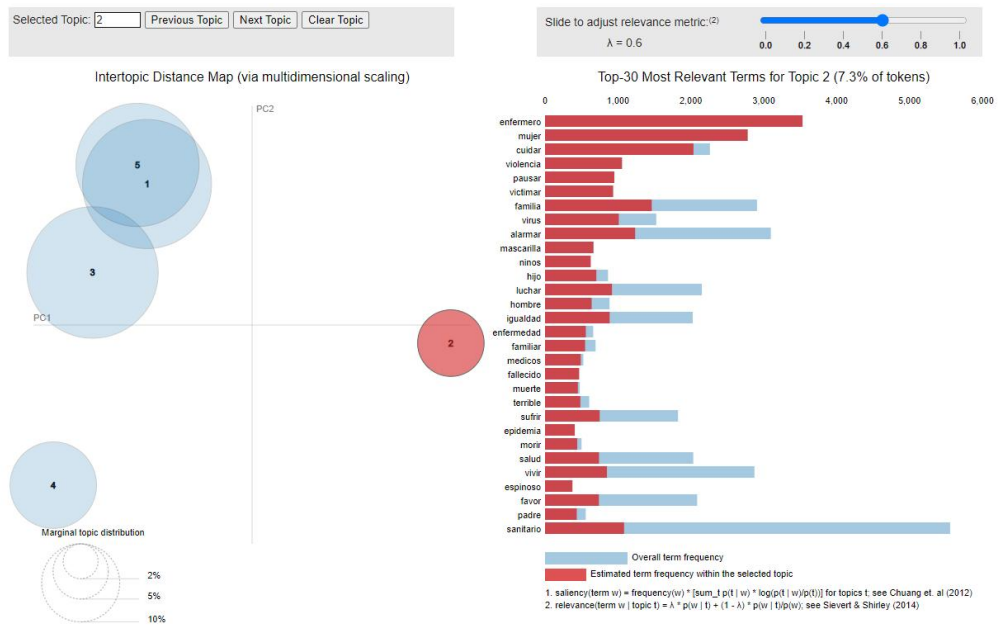 Selected Topic: 2 Previous Topic Next Topic Clear Topic
Slide to adjust relevance metric:(2)
λ = 0.6
0.0 0.2 0.4 0.6 0.8 1.0
Intertopic Distance Map (via multidimensional scaling)
PC2
PC1
5
1
3
2
4
Marginal topic distribution
2%
5%
10%
Top-30 Most Relevant Terms for Topic 2 (7.3% of tokens)
0 1,000 2,000 3,000 4,000 5,000 6,000
enfermero
mujer
cuidar
violencia
pausar
victimar
familia
virus
alarmar
mascarilla
ninos
hijo
luchar
hombre
igualdad
enfermedad
familiar
medicos
fallecido
muerte
terrible
sufrir
epidemia
morir
salud
vivir
espinoso
favor
padre
sanitario
Overall term frequency
Estimated term frequency within the selected topic
1. saliency(term w) = frequency(w) * [sum_t p(t | w) * log(p(t | w)/p(t))] for topics t; see Chuang et. al (2012)
2. relevance(term w | topic t) = λ * p(w | t) + (1 - λ) * p(w | t)/p(w); see Sievert & Shirley (2014)